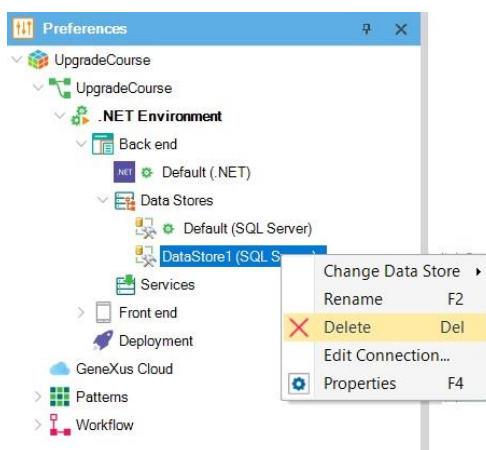 Preferences
UpgradeCourse
UpgradeCourse
.NET Environment
Back end
.NET Default (.NET)
Data Stores
Default (SQL Server)
DataStore1 (SQL S
Change Data Store
Services
Rename F2
Front end
Delete Del
Deployment
Edit Connection...
GeneXus Cloud
Properties F4
Patterns
Workflow